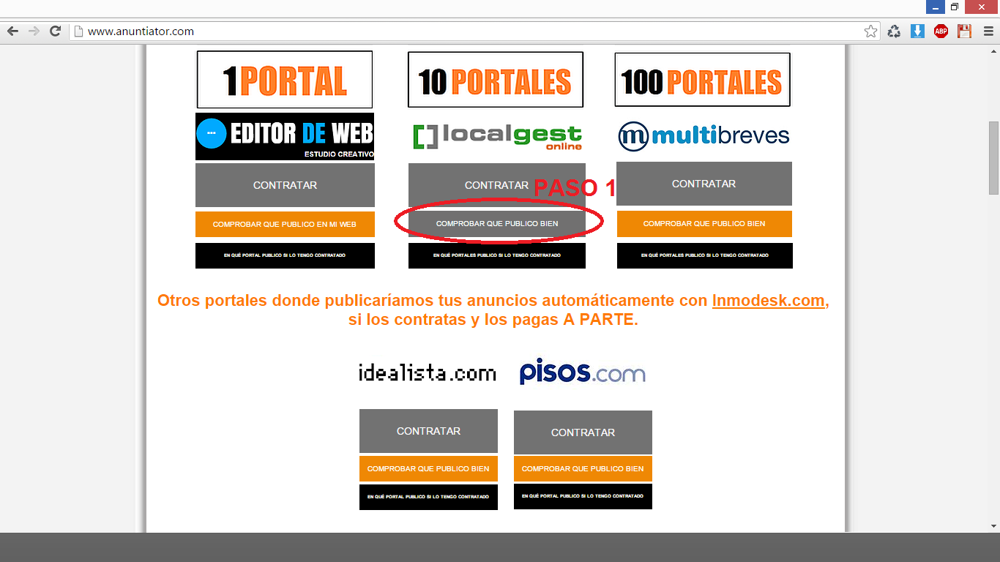 www.anuntiator.com
ABP
1PORTAL
10 PORTALES
100 PORTALES
EDITOR DE WEB
ESTUDIO CREATIVO
localgest
online
m multibreves
CONTRATAR
CONTRATAR
PASO 1
CONTRATAR
COMPROBAR QUE PUBLICO EN MI WEB
COMPROBAR QUE PUBLICO BIEN
COMPROBAR QUE PUBLICO BIEN
EN QUÉ PORTAL PUBLICO SI LO TENGO CONTRATADO
EN QUÉ PORTALES PUBLICO SI LO TENGO CONTRATADO
EN QUÉ PORTALES PUBLICO SI LO TENGO CONTRATADO
Otros portales donde publicaríamos tus anuncios automáticamente con Inmodesk.com,
si los contratas y los pagas A PARTE.
idealista.com
pisos.com
CONTRATAR
CONTRATAR
COMPROBAR QUE PUBLICO BIEN
COMPROBAR QUE PUBLICO BIEN
EN QUÉ PORTAL PUBLICO SI LO TENGO CONTRATADO
EN QUÉ PORTAL PUBLICO SI LO TENGO CONTRATADO